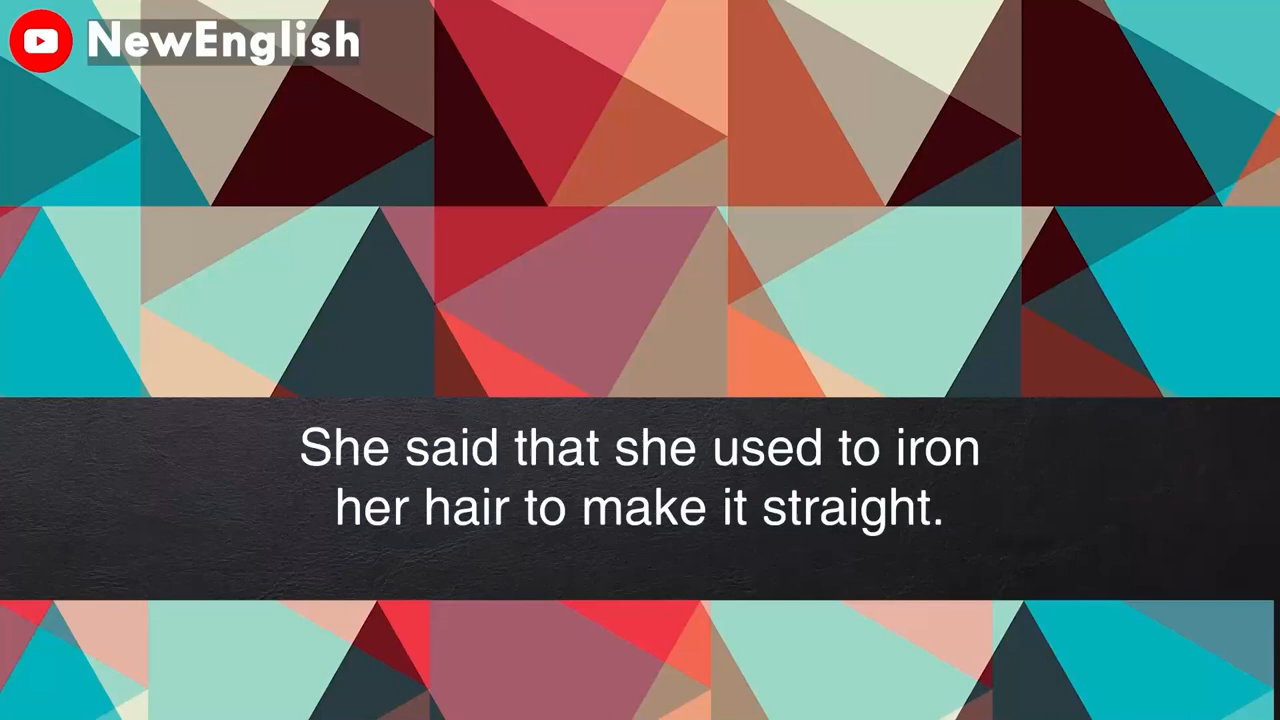 NewEnglish
She said that she used to iron
her hair to make it straight.